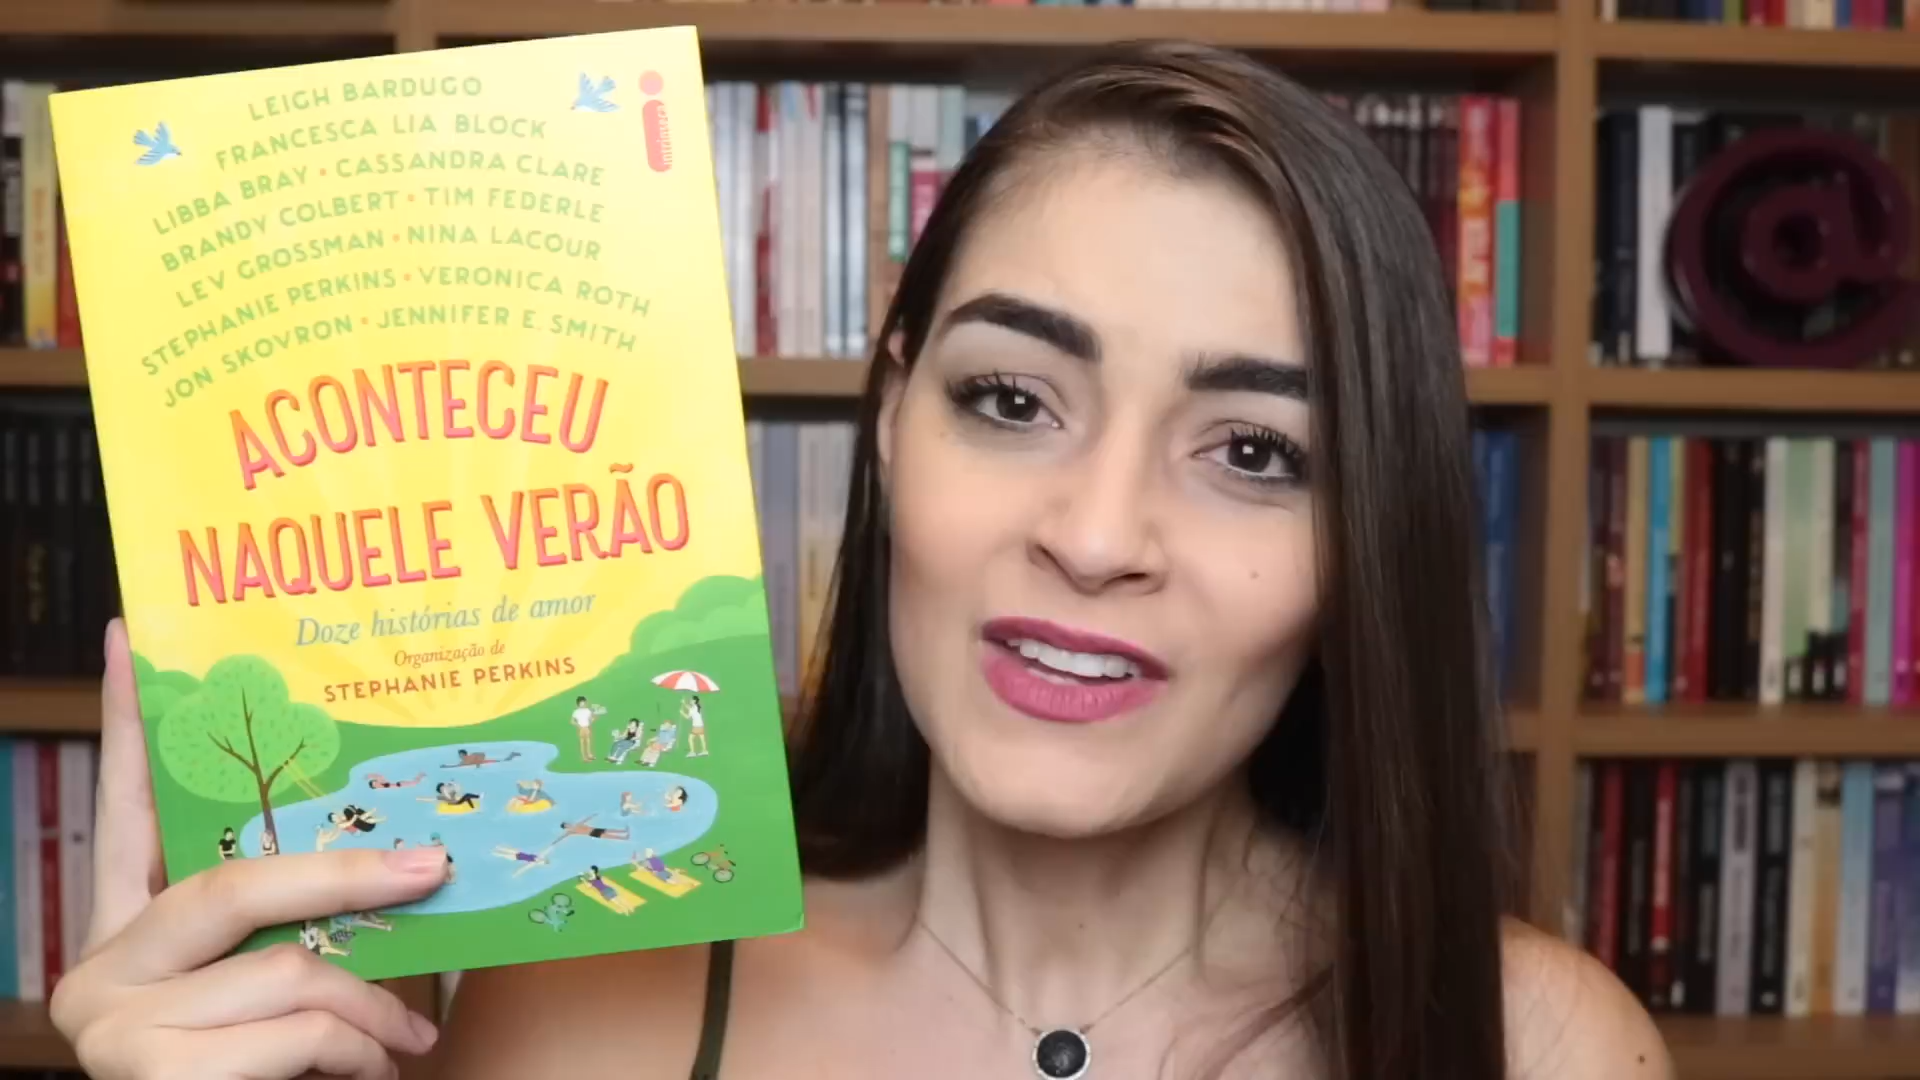 LEIGH BARDUGO
FRANCESCA LIA BLOCK
LIBBA BRAY • CASSANDRA CLARE
BRANDY COLBERT • TIM FEDERLE
LEV GROSSMAN • NINA LACOUR
STEPHANIE PERKINS • VERONICA ROTH
JON SKOVRON • JENNIFER E. SMITH
intrínseca
ACONTECEU
NAQUELE VERÃO
Doze histórias de amor
Organização de
STEPHANIE PERKINS
@